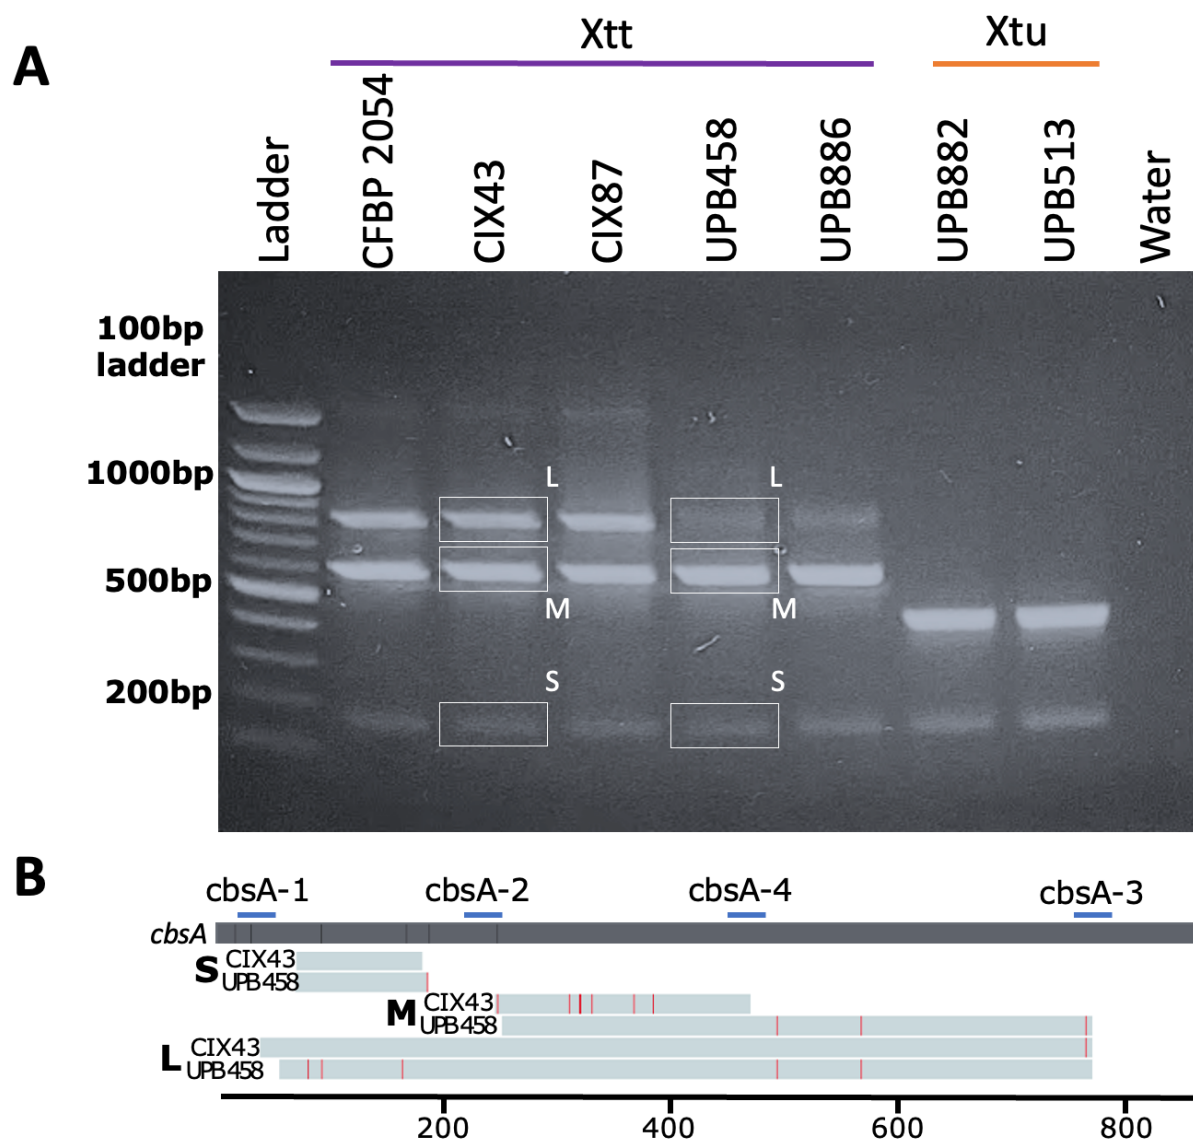 A
Xtt
Xtu
Ladder
CFBP 2054
CIX43
CIX87
UPB458
UPB886
UPB882
UPB513
Water
100bp
ladder
1000bp
500bp
200bp
L
L
M
M
S
S
B
cbsA-1
cbsA-2
cbsA-4
cbsA-3
cbsA
S
CIX43
UPB458
M
CIX43
UPB458
L
CIX43
UPB458
200
400
600
800